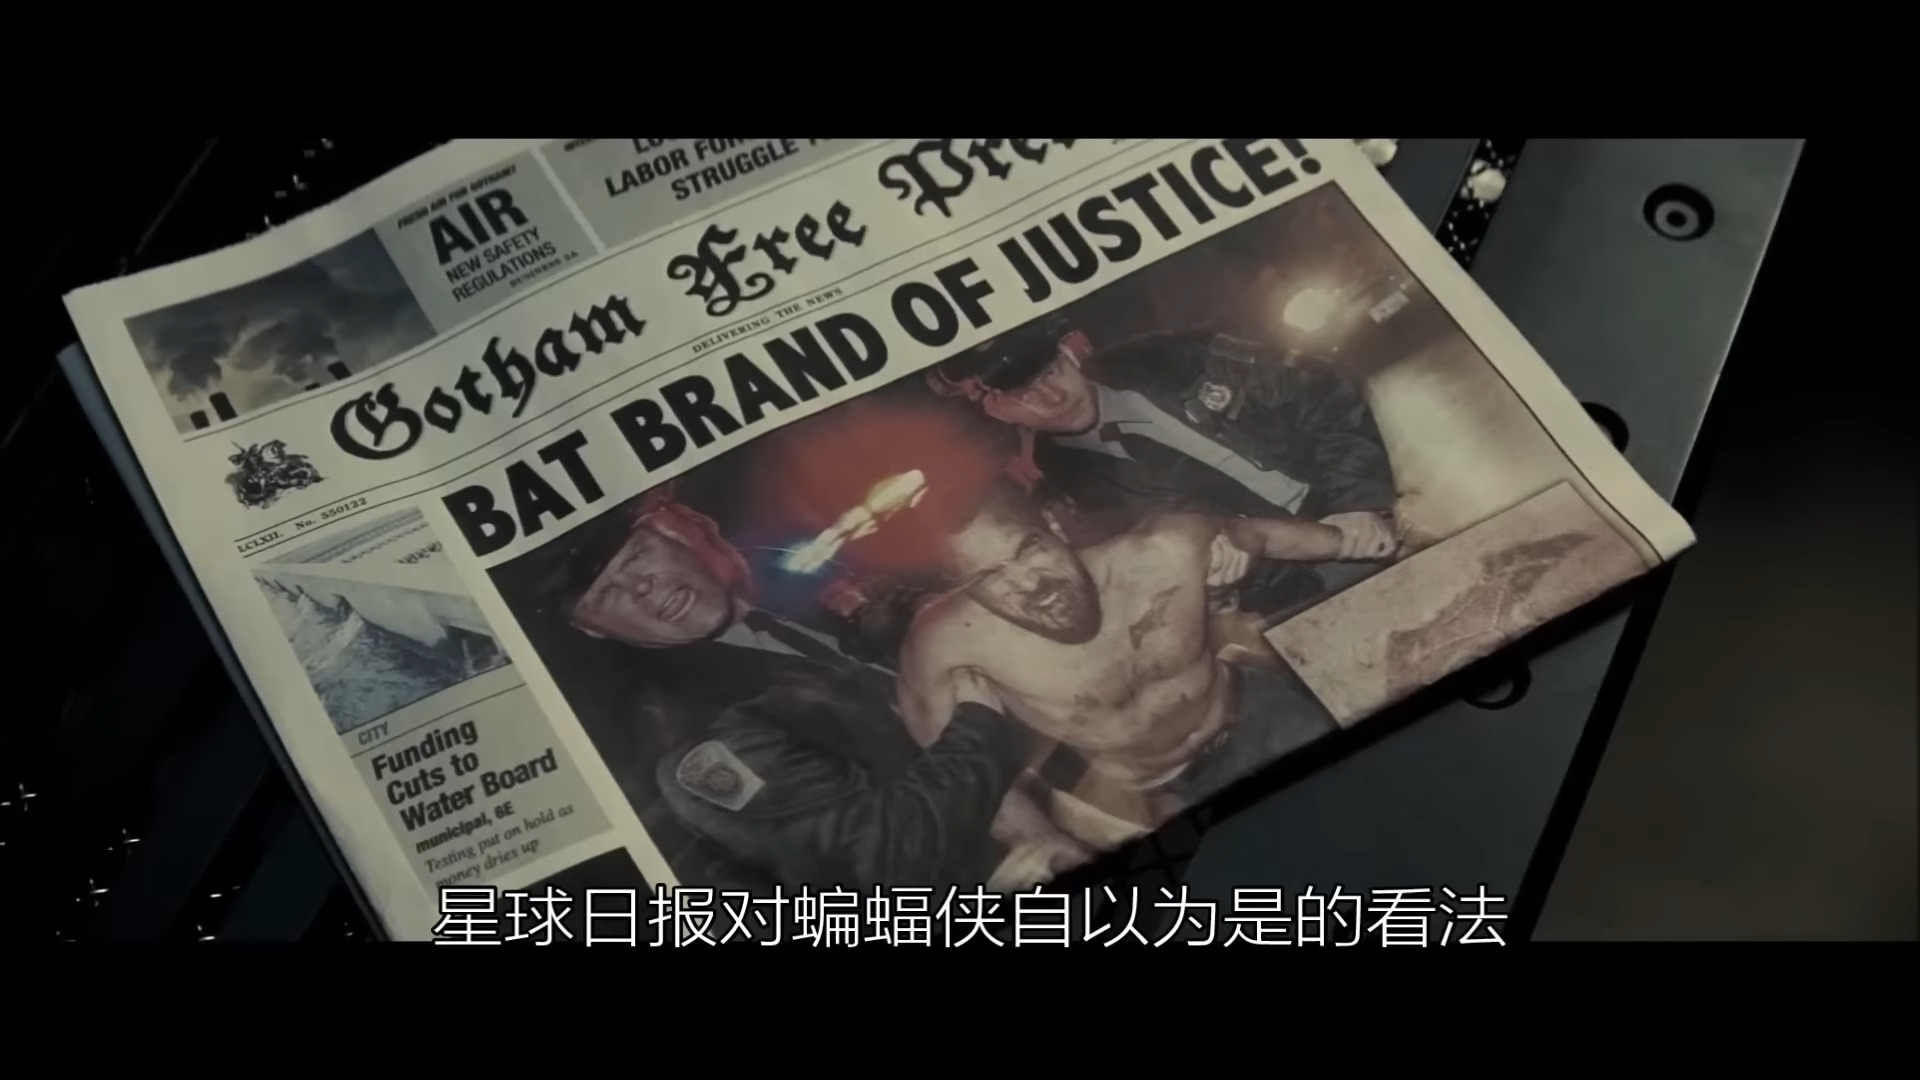 FRESH AIR FOR GOTHAM?
AIR
NEW SAFETY
REGULATIONS
BUSINESS 2A
LABOR
STRUGGLE
Gotham Free
DELIVERING THE NEWS
LCLXII. No. 550122
BAT BRAND OF JUSTICE!
CITY
Funding
Cuts to
Water Board
municipal, 6E
Testing put on hold as
money dries up
星球日报对蝙蝠侠自以为是的看法